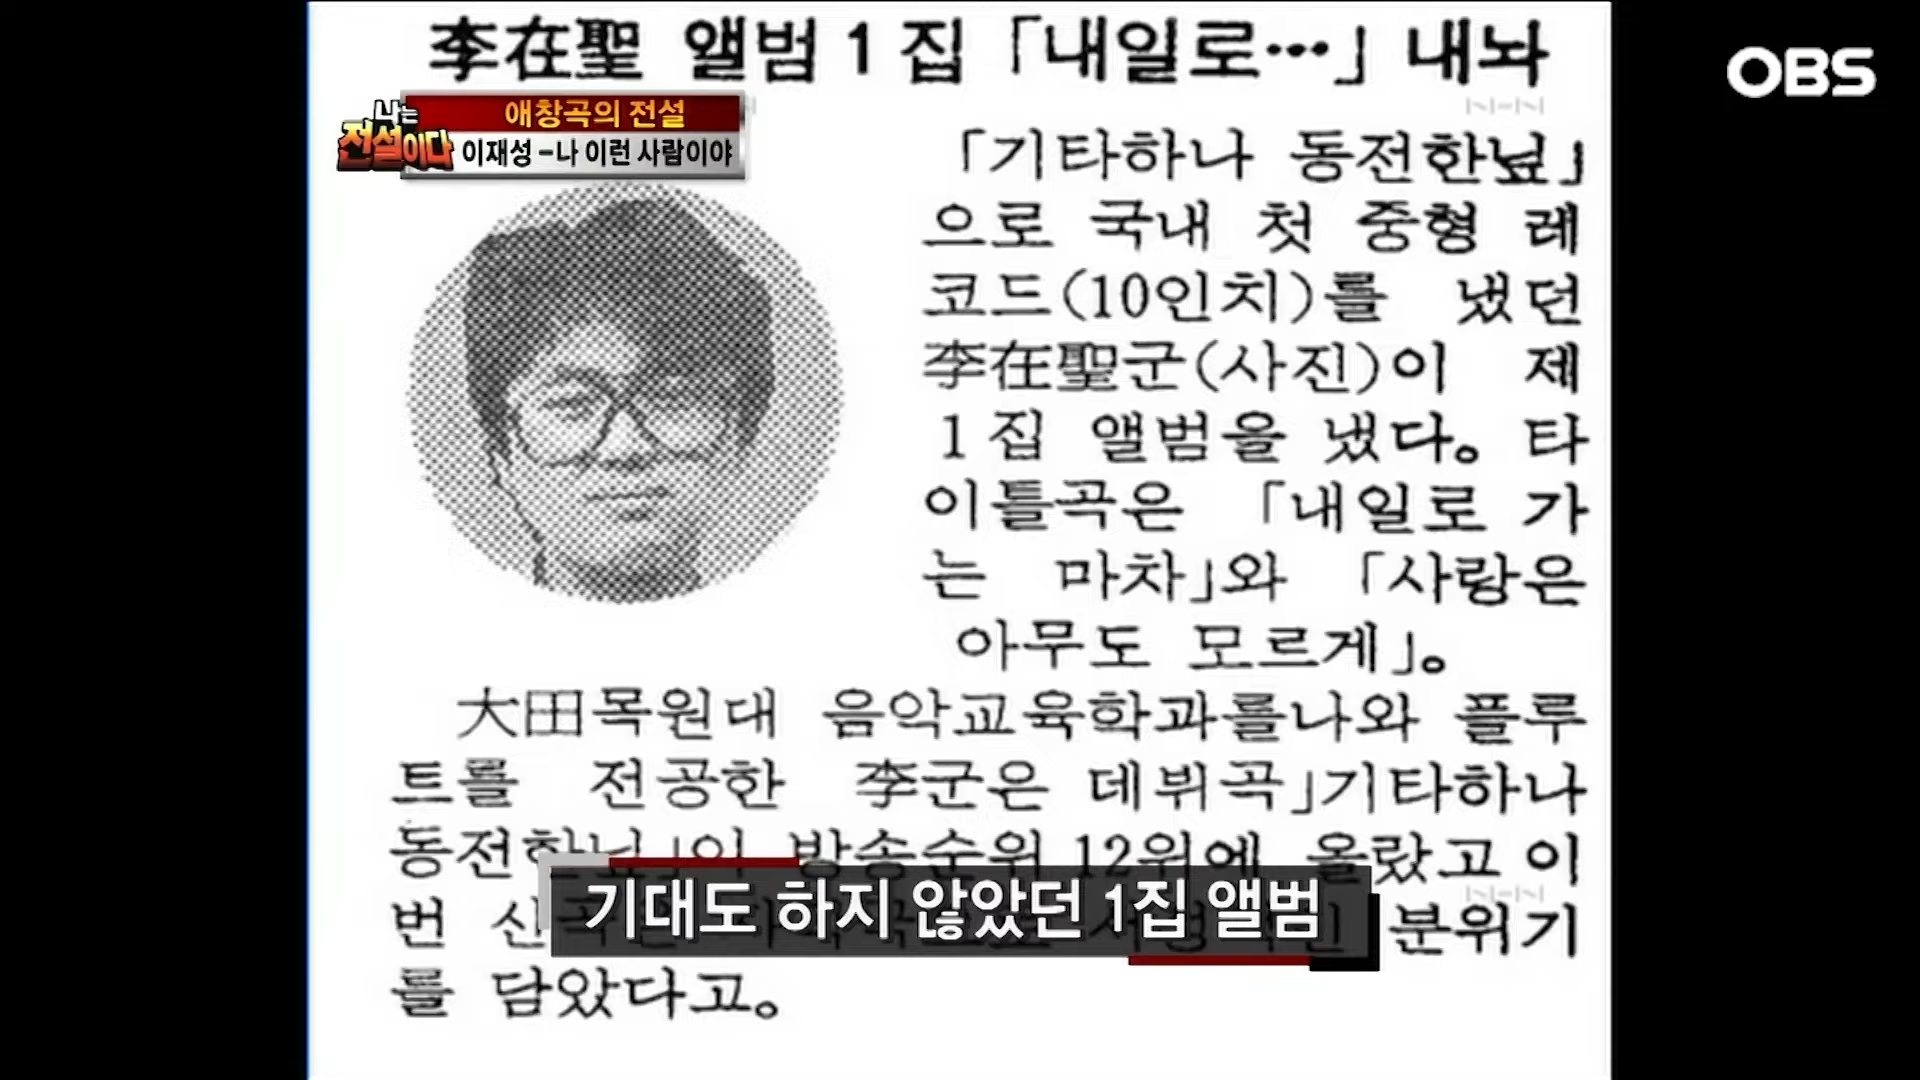 李在聖 앨범 1 집 「내일로…」 내놔
OBS
나는
전설이다
애창곡의 전설
이재성 -나 이런 사람이야
「기타하나 동전한닢」
으로 국내 첫 중형 레
코드(10인치)를 냈던
李在聖군(사진)이 제
1 집 앨범을 냈다。 타
이틀곡은 「내일로 가
는 마차」와 「사랑은
아무도 모르게」。
大田목원대 음악교육학과를나와 플루
트를 전공한 李군은 데뷔곡」기타하나
동전한닢」이 방송순위 12위에 올랐고 이
번 분위기
를 담았다고。
기대도 하지 않았던 1집 앨범